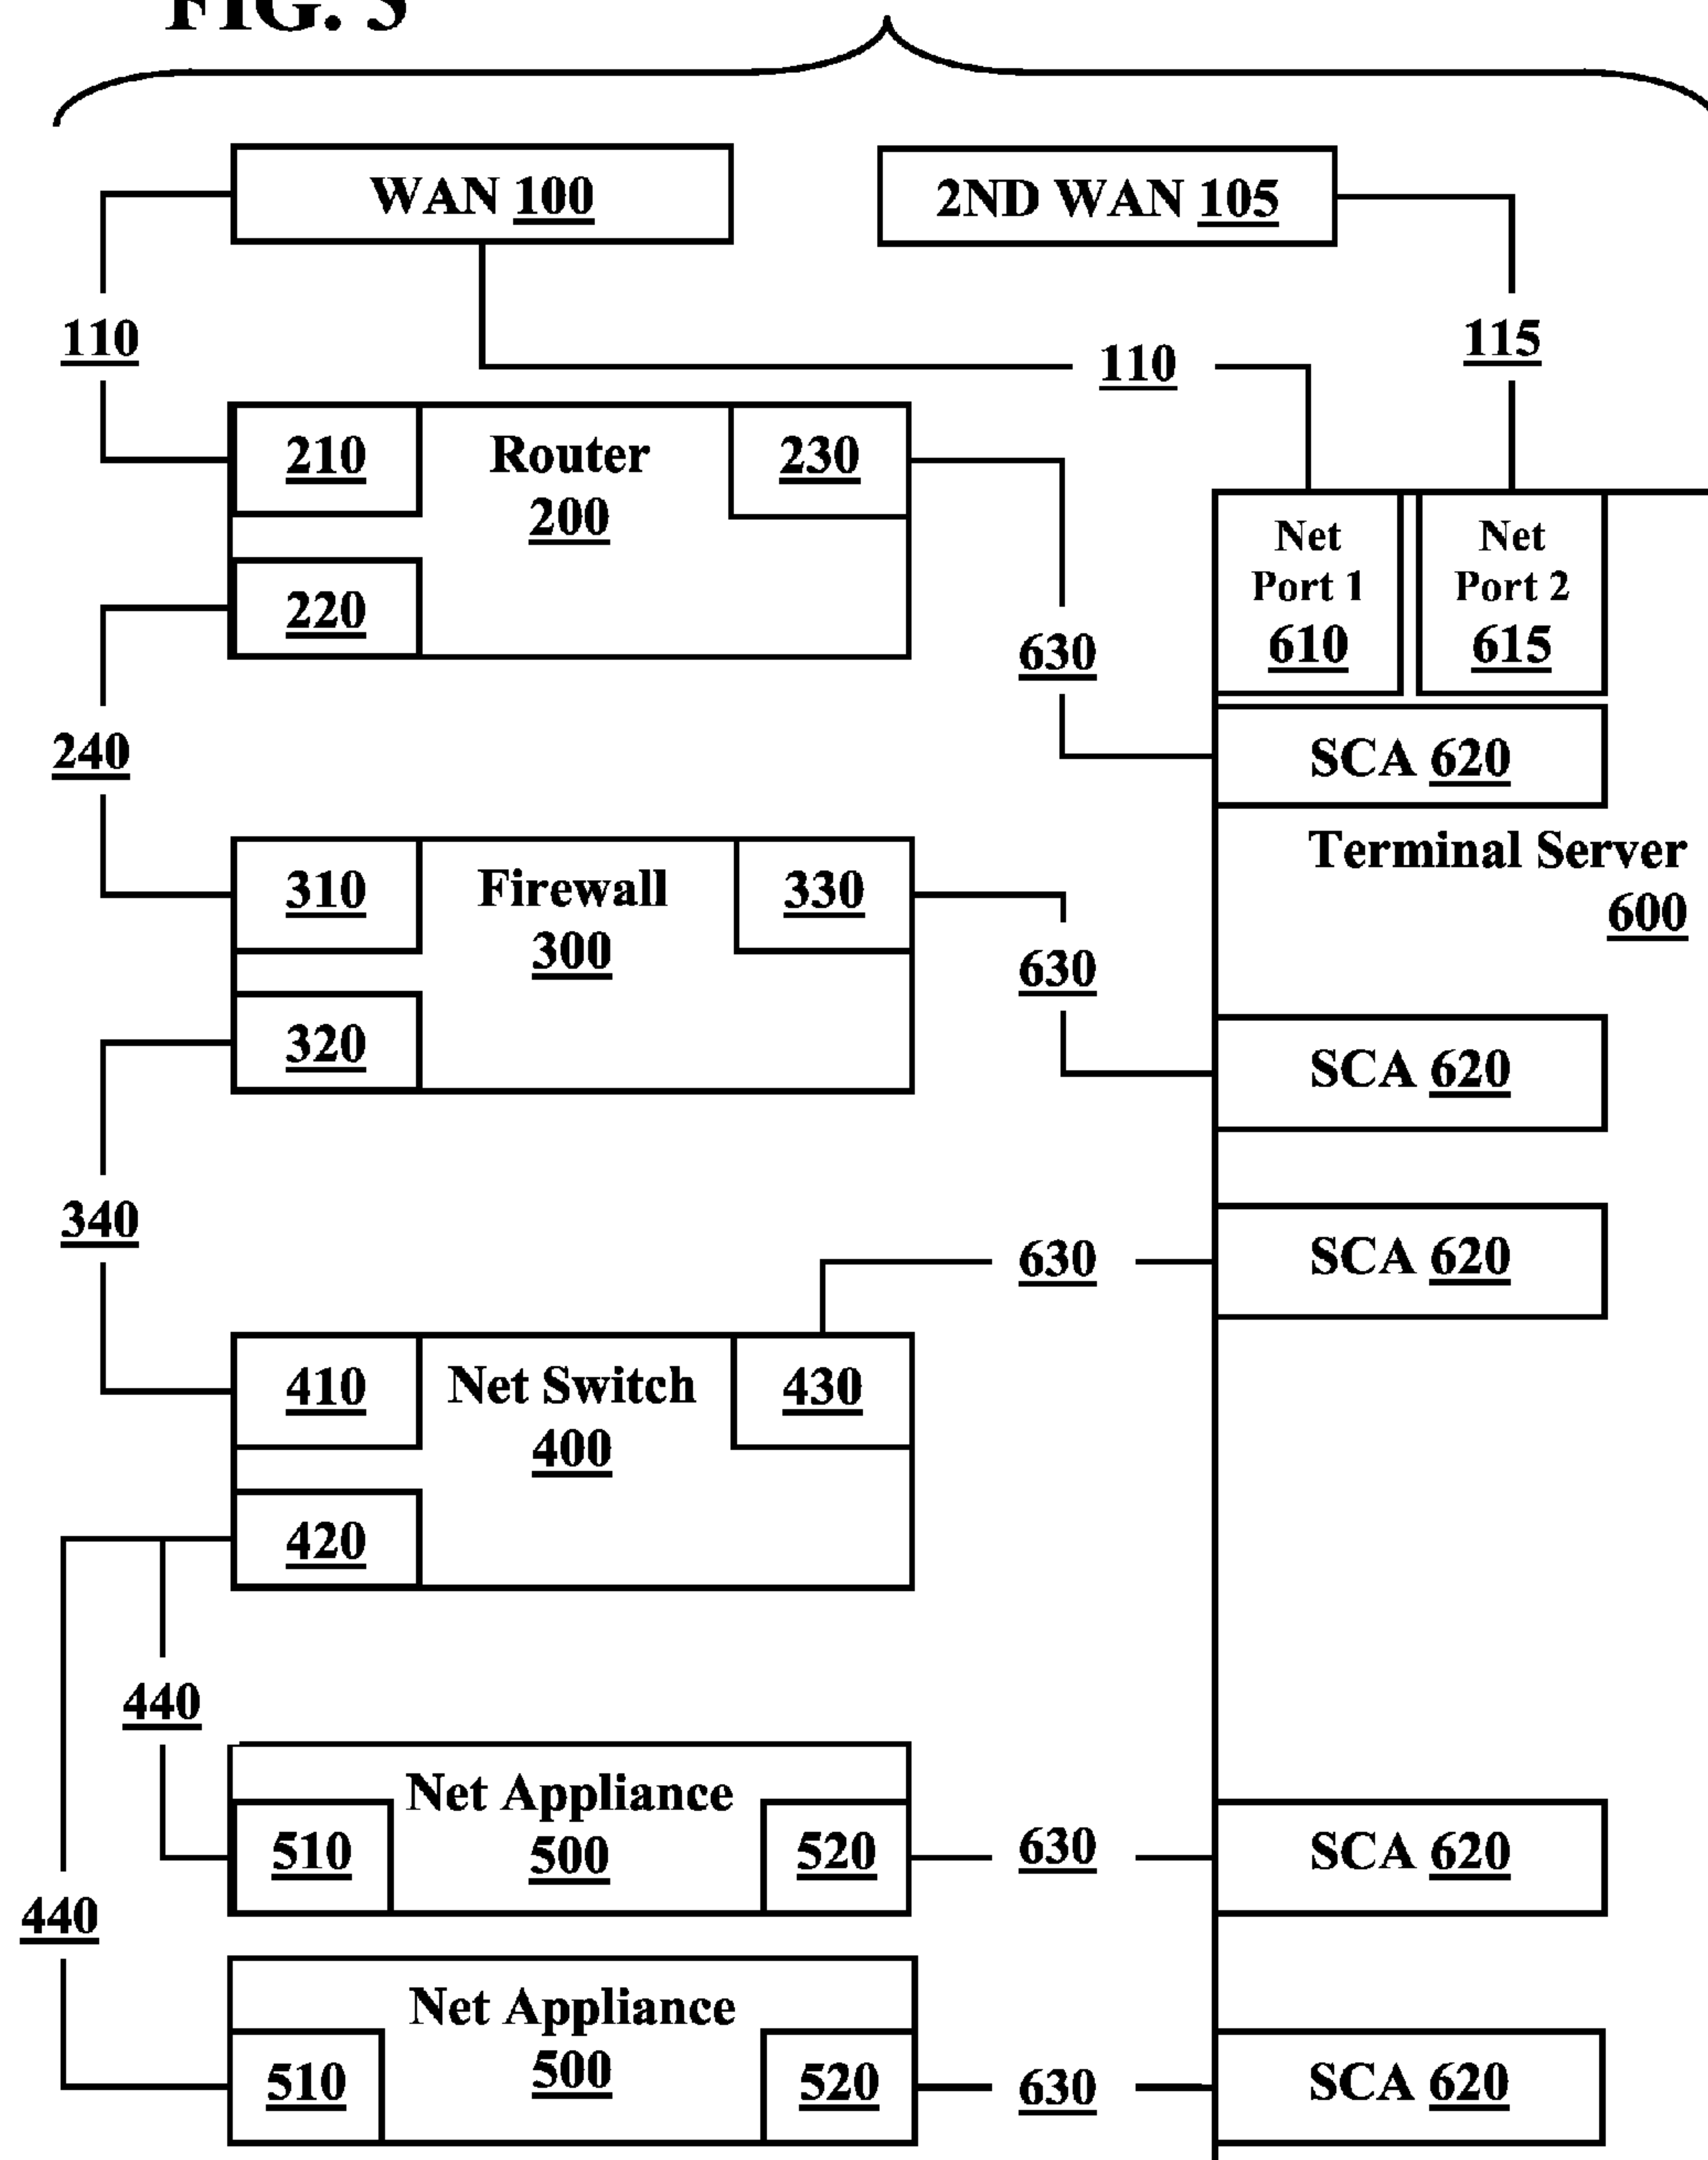 FIG. 5
WAN 100
2ND WAN 105
110
110
115
210
Router
200
230
220
Net
Port 1
610
Net
Port 2
615
630
SCA 620
240
Terminal Server
600
310
Firewall
300
330
630
320
SCA 620
340
630
SCA 620
410
Net Switch
400
430
420
440
Net Appliance
500
510
520
630
SCA 620
440
Net Appliance
500
510
520
630
SCA 620